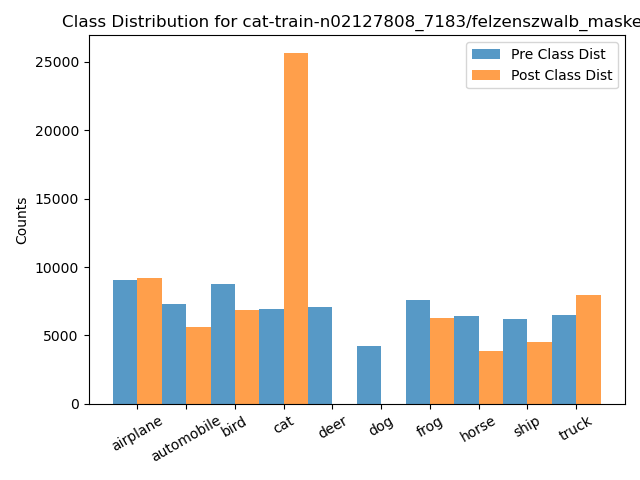 Class Distribution for cat-train-n02127808_7183/felzenszwalb_maske
Pre Class Dist
Post Class Dist
25000
20000
15000
10000
5000
0
Counts
airplane
automobile
bird
cat
deer
dog
frog
horse
ship
truck